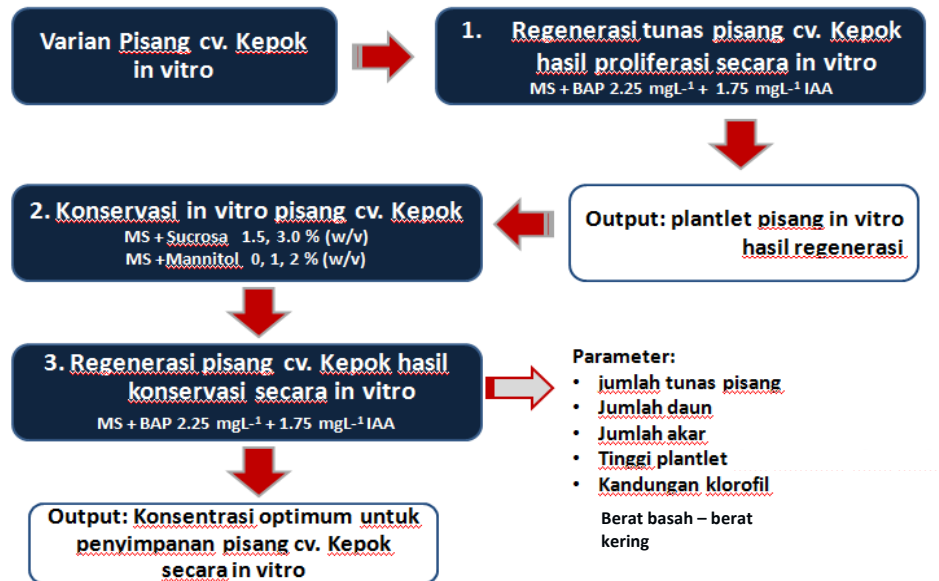 Varian Pisang cv. Kepok
in vitro
1. Regenerasi tunas pisang cv. Kepok
hasil proliferasi secara in vitro
MS + BAP 2.25 mgL-¹ + 1.75 mgL-¹ IAA
Output: plantlet pisang in vitro
hasil regenerasi
2. Konservasi in vitro pisang cv. Kepok
MS + Sucrosa 1.5, 3.0 % (w/v)
MS +Mannitol 0, 1, 2 % (w/v)
3. Regenerasi pisang cv. Kepok hasil
konservasi secara in vitro
MS + BAP 2.25 mgL-¹ + 1.75 mgL-¹ IAA
Parameter:
• jumlah tunas pisang
• Jumlah daun
• Jumlah akar
• Tinggi plantlet
• Kandungan klorofil
Berat basah – berat
kering
Output: Konsentrasi optimum untuk
penyimpanan pisang cv. Kepok
secara in vitro